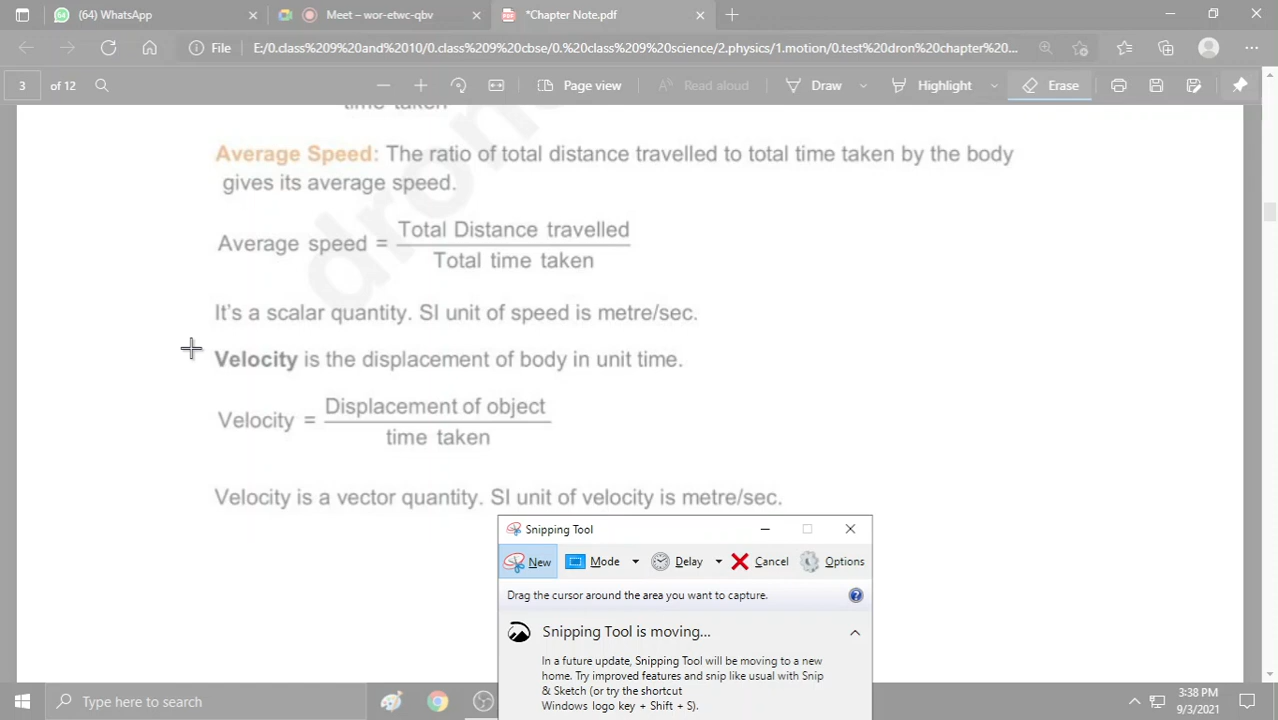 (64) WhatsApp
Meet – wor-etwc-qbv
*Chapter Note.pdf
File
E:/0.class%209%20and%2010/0.class%209%20cbse/0.%20class%209%20science/2.physics/1.motion/0.test%20dron%20chapter%20...
3 of 12
Page view
Read aloud
Draw
Highlight
Erase
time taken
Average Speed: The ratio of total distance travelled to total time taken by the body
gives its average speed.
Average speed = Total Distance travelled
Total time taken
It's a scalar quantity. SI unit of speed is metre/sec.
Velocity is the displacement of body in unit time.
Velocity = Displacement of object
time taken
Velocity is a vector quantity. SI unit of velocity is metre/sec.
dron
Snipping Tool
New Mode Delay Cancel Options
Drag the cursor around the area you want to capture.
Snipping Tool is moving...
In a future update, Snipping Tool will be moving to a new
home. Try improved features and snip like usual with Snip
& Sketch (or try the shortcut
Windows logo key + Shift + S).
Type here to search
3:38 PM
9/3/2021